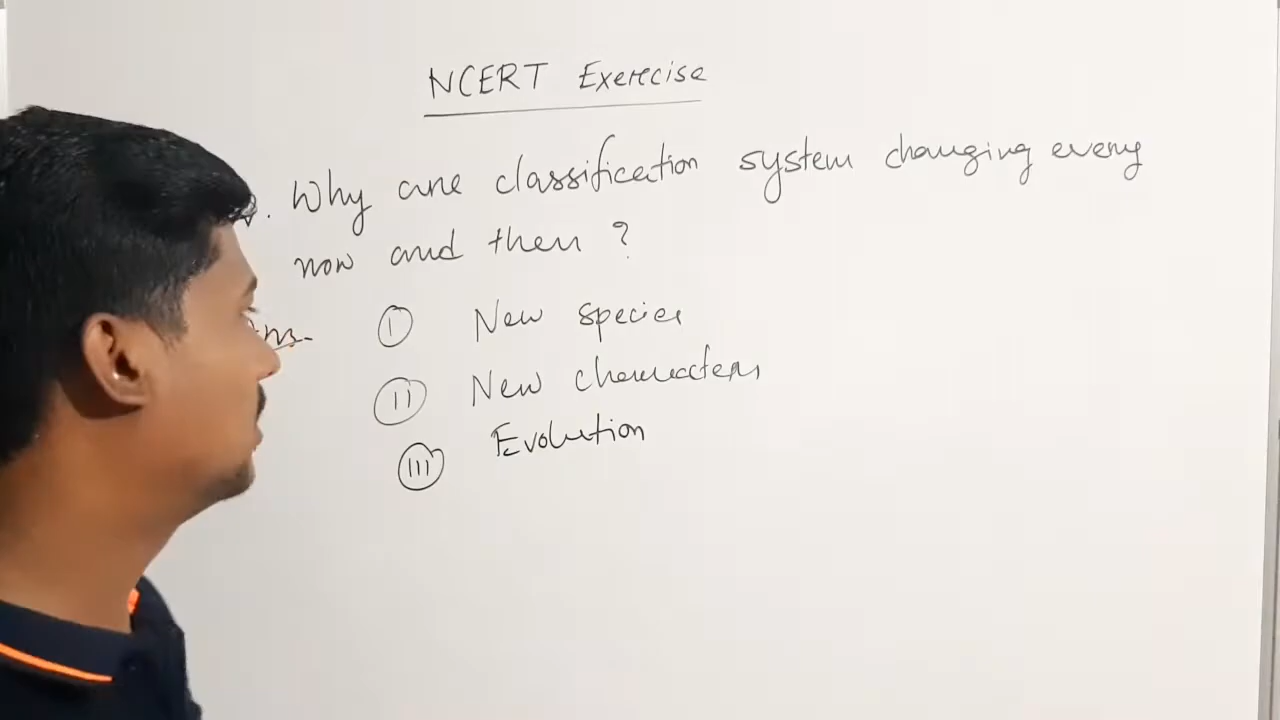 NCERT Exercise
Why are classification system changing every
now and then ?
I New species
II New characters
III Evolution